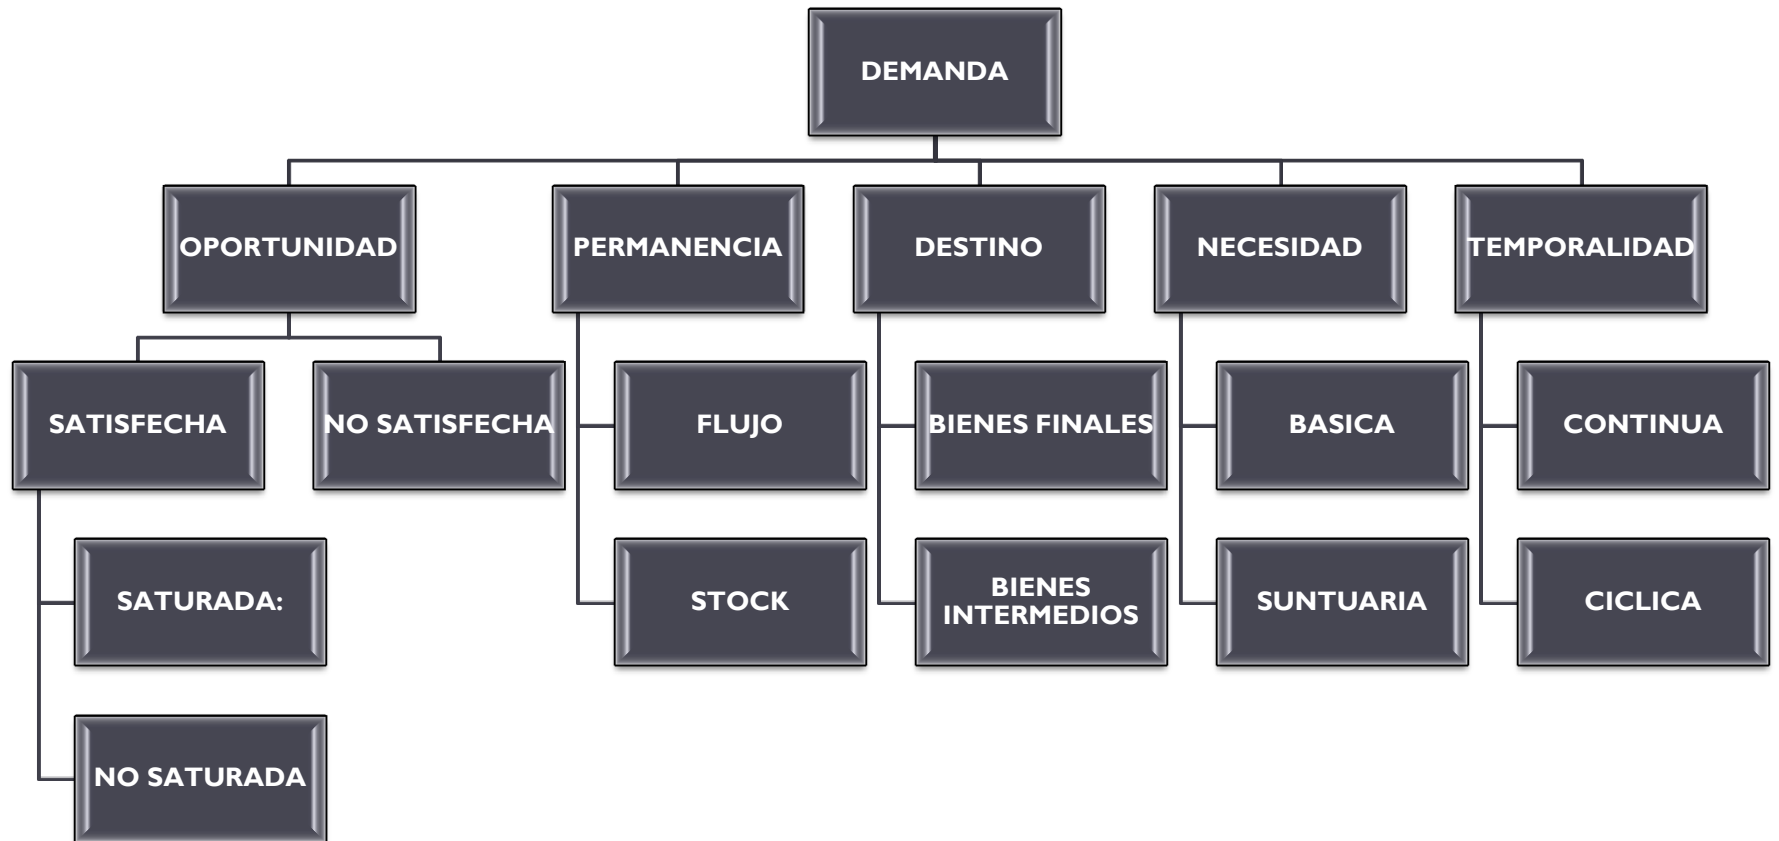 DEMANDA
OPORTUNIDAD
PERMANENCIA
DESTINO
NECESIDAD
TEMPORALIDAD
SATISFECHA
NO SATISFECHA
FLUJO
BIENES FINALES
BASICA
CONTINUA
SATURADA:
STOCK
BIENES
INTERMEDIOS
SUNTUARIA
CICLICA
NO SATURADA